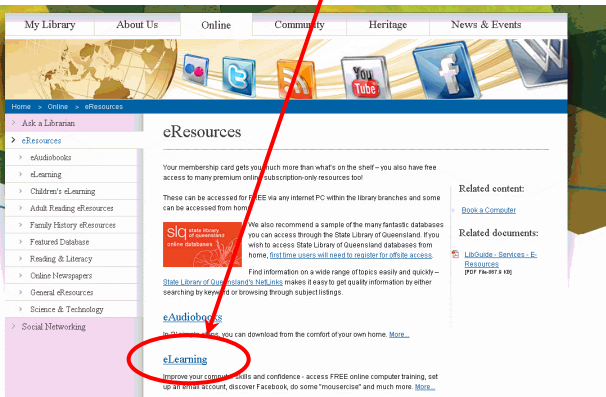 My Library About Us Online Community Heritage News & Events
You
Tube
Home > Online > eResources
> Ask a Librarian
> eResources
> eAudiobooks
> eLearning
> Children's eLearning
> Adult Reading eResources
> Family History eResources
> Featured Database
> Reading & Literacy
> Online Newspapers
> General eResources
> Science & Technology
> Social Networking
eResources
Your membership card gets you much more than what's on the shelf – you also have free
access to many premium online subscription-only resources too!
These can be accessed for FREE via any internet PC within the library branches and some
can be accessed from home.
slq state library
of queensland
online databases
We also recommend a sample of the many fantastic databases
you can access through the State Library of Queensland. If you
wish to access State Library of Queensland databases from
home, first time users will need to register for offsite access.
Find information on a wide range of topics easily and quickly –
State Library of Queensland's NetLinks makes it easy to get quality information by either
searching by keyword or browsing through subject listings.
eAudiobooks
you can download from the comfort of your own home. More...
eLearning
Improve your computer skills and confidence - access FREE online computer training, set
up an email account, discover Facebook, do some "mousercise" and much more. More...
Related content:
Book a Computer
Related documents:
LibGuide - Services - E-
Resources
[PDF File-867.9 KB]